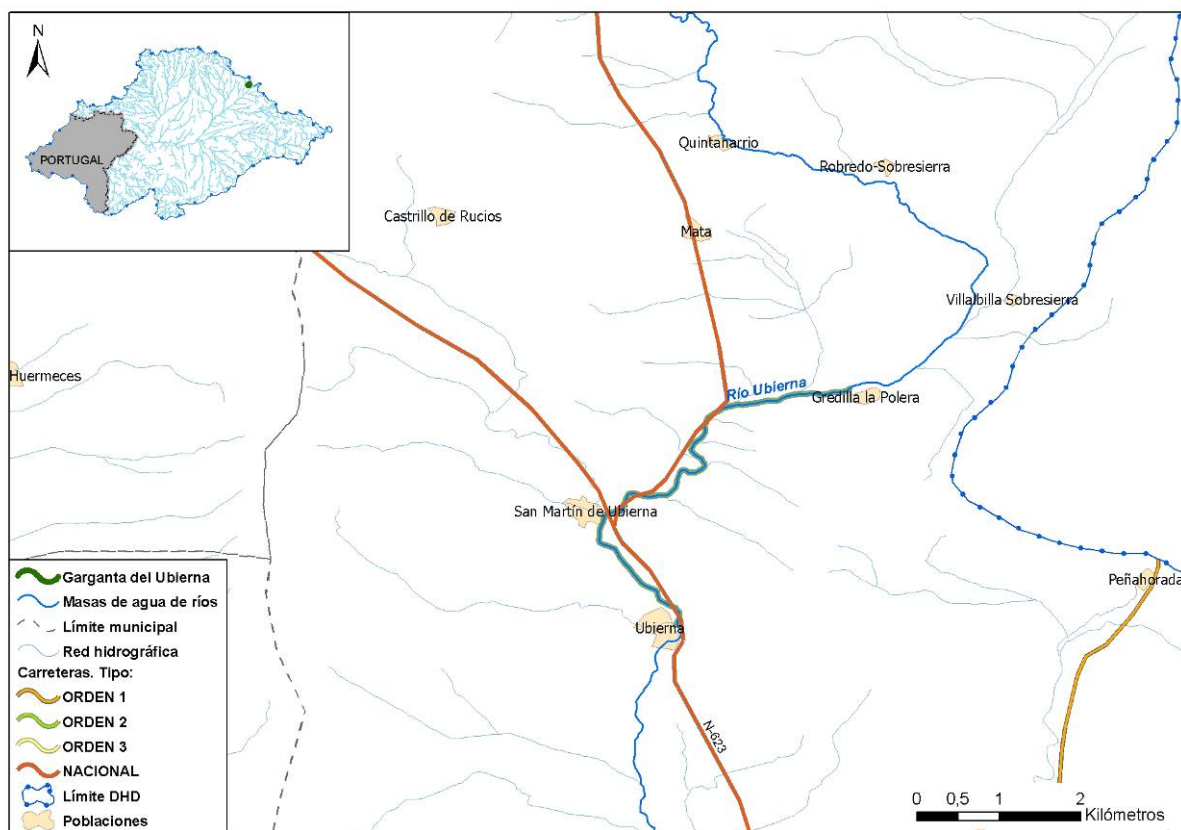 N
PORTUGAL
Quintaharrio
Robredo-Sobresierra
Castrillo de Rucios
Mata
Villalbilla Sobresierra
Huermeces
Río Ubierna
Gredilla la Polera
San Martín de Ubierna
Peñahorada
Ubierna
N-623
Garganta del Ubierna
Masas de agua de ríos
Límite municipal
Red hidrográfica
Carreteras. Tipo:
ORDEN 1
ORDEN 2
ORDEN 3
NACIONAL
Límite DHD
Poblaciones
0 0,5 1 2
Kilómetros